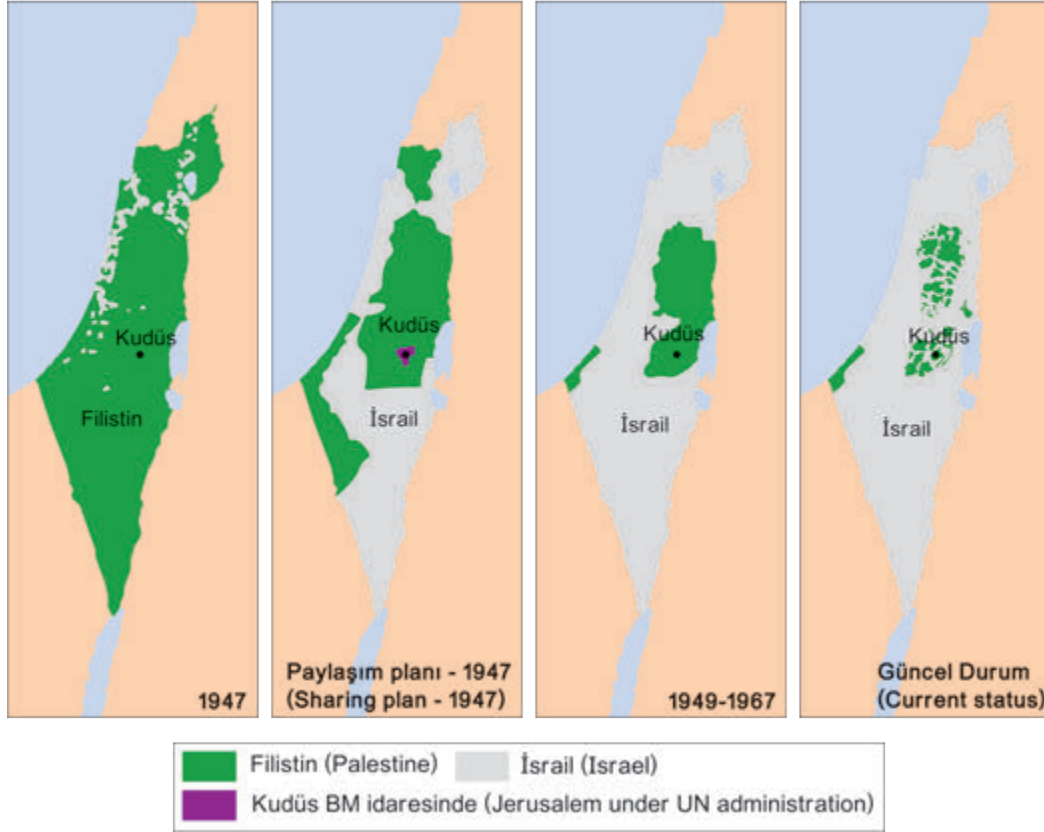 Kudüs
Filistin
1947
Kudüs
İsrail
Paylaşım planı - 1947
(Sharing plan - 1947)
Kudüs
İsrail
1949-1967
Kudüs
İsrail
Güncel Durum
(Current status)
Filistin (Palestine)
İsrail (Israel)
Kudüs BM idaresinde (Jerusalem under UN administration)